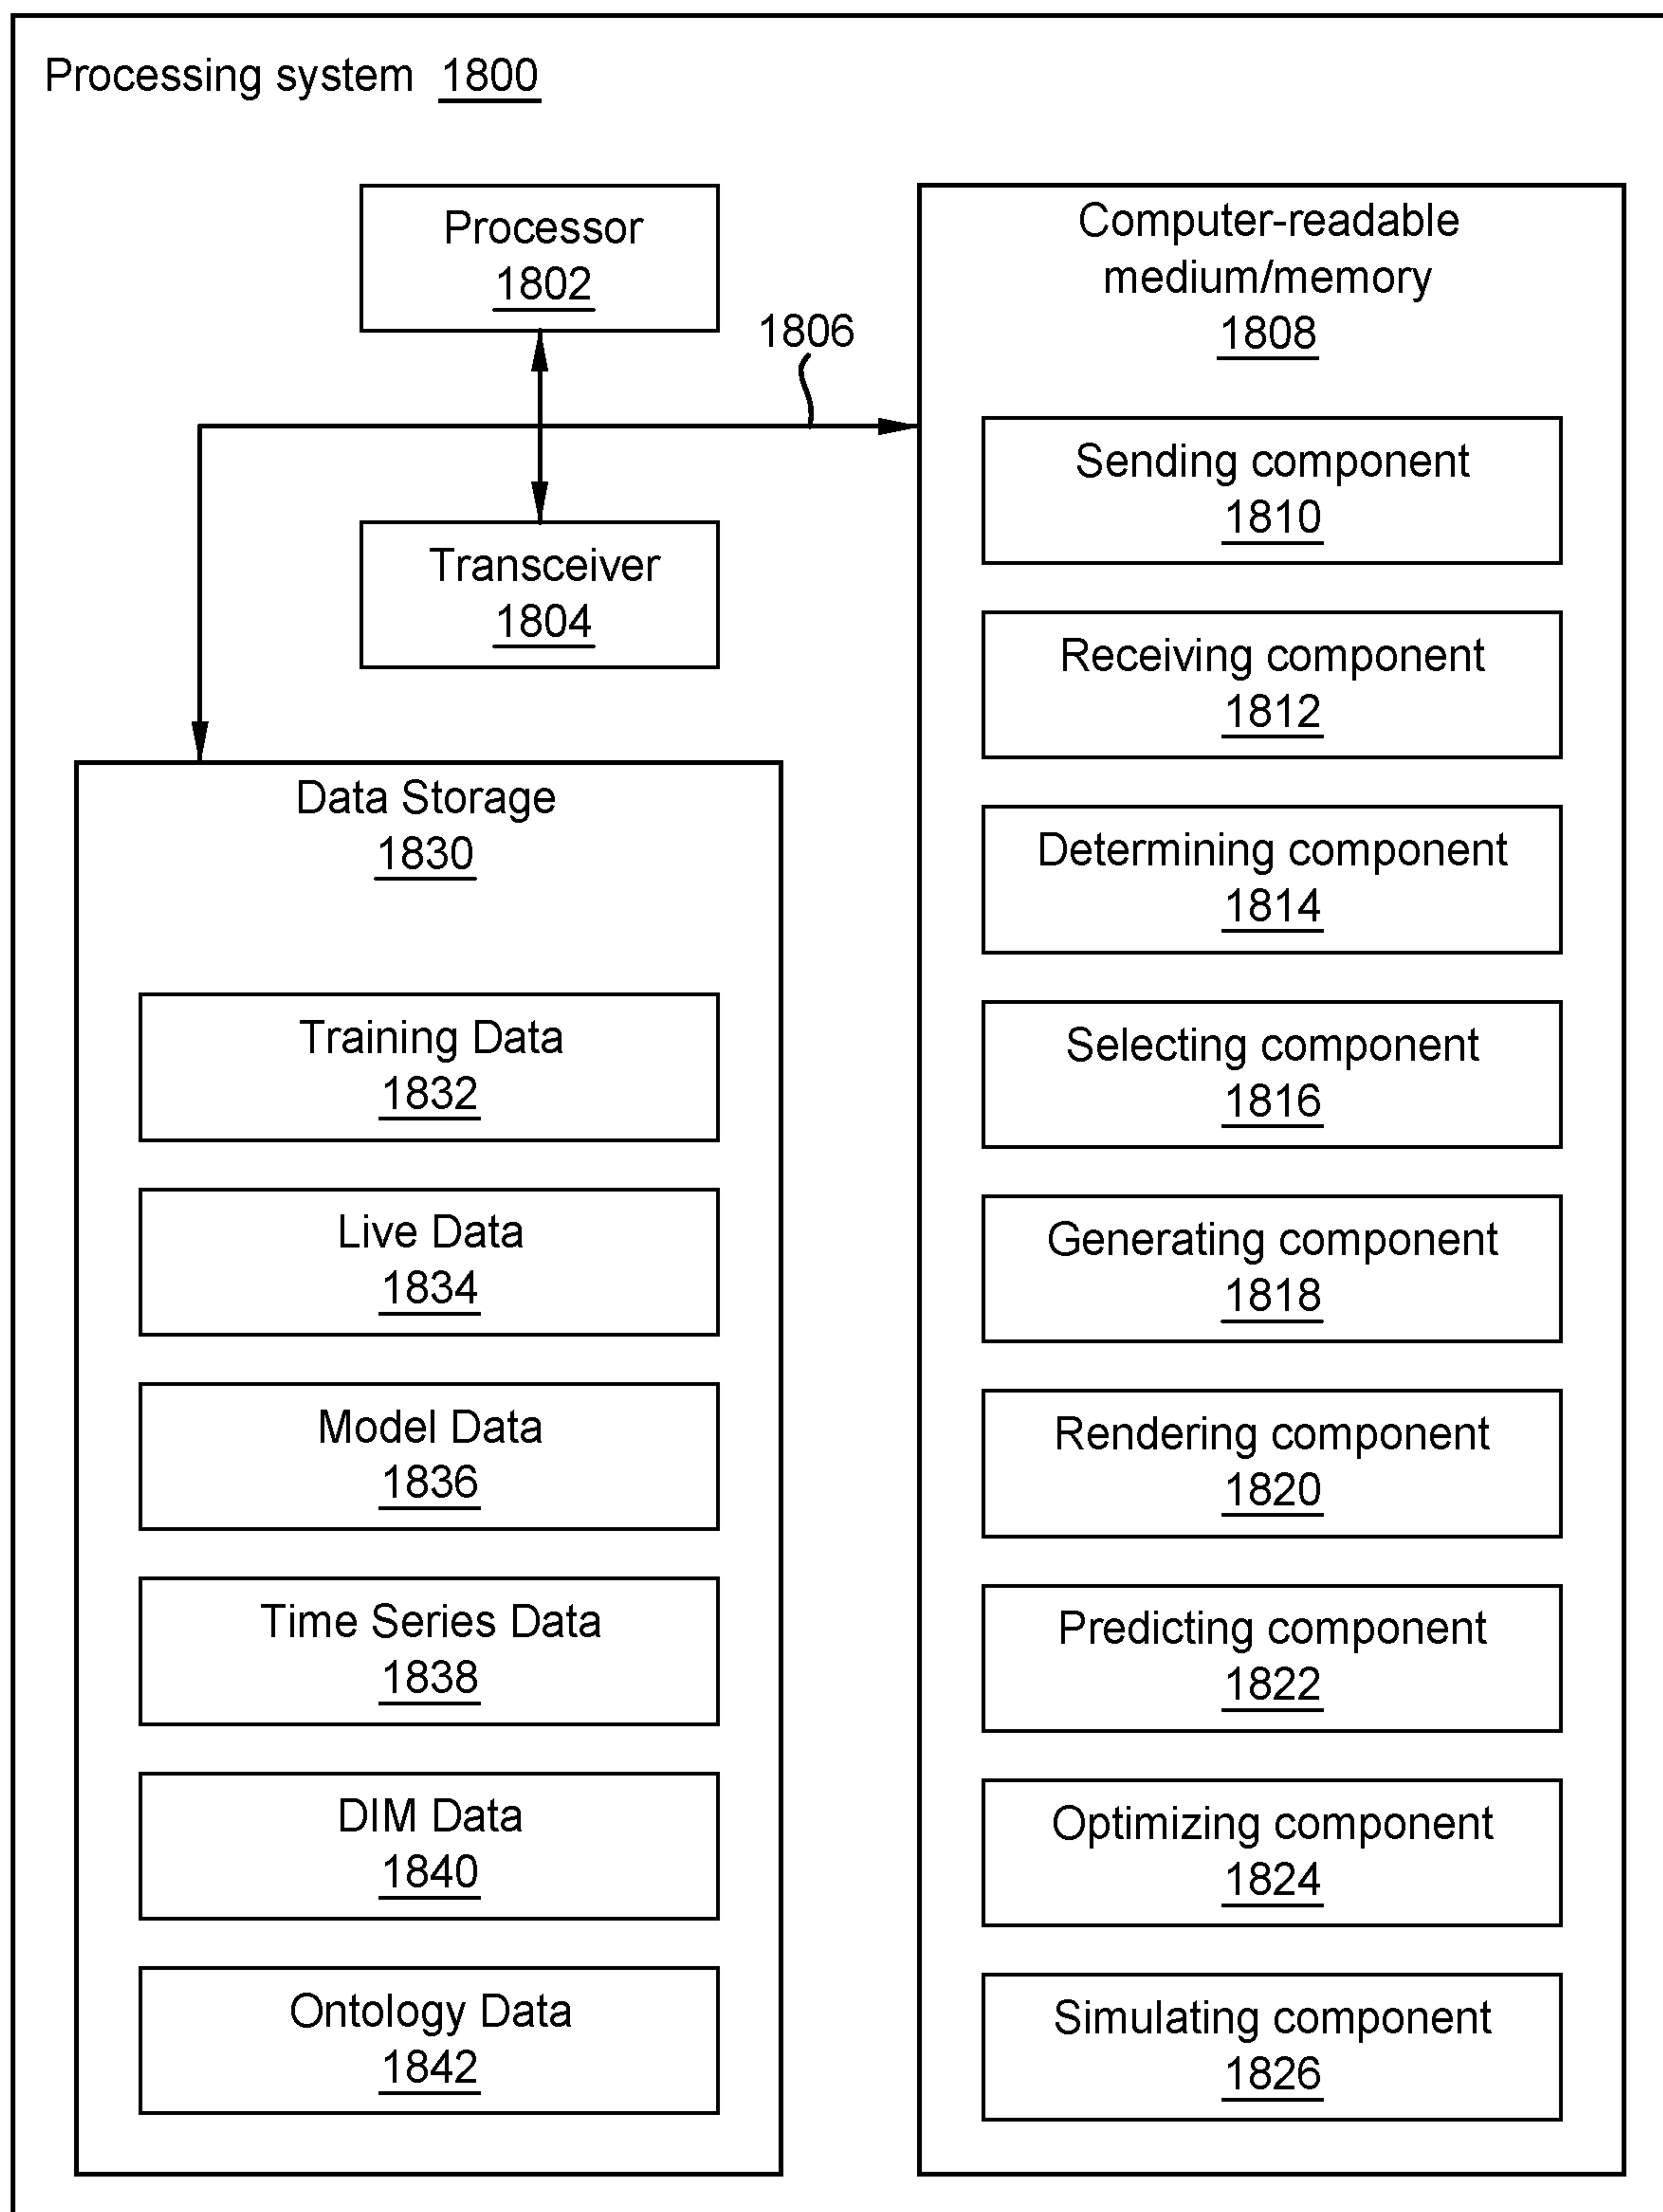 Processing system 1800
Processor
1802
1806
Transceiver
1804
Computer-readable
medium/memory
1808
Sending component
1810
Receiving component
1812
Determining component
1814
Selecting component
1816
Generating component
1818
Rendering component
1820
Predicting component
1822
Optimizing component
1824
Simulating component
1826
Data Storage
1830
Training Data
1832
Live Data
1834
Model Data
1836
Time Series Data
1838
DIM Data
1840
Ontology Data
1842